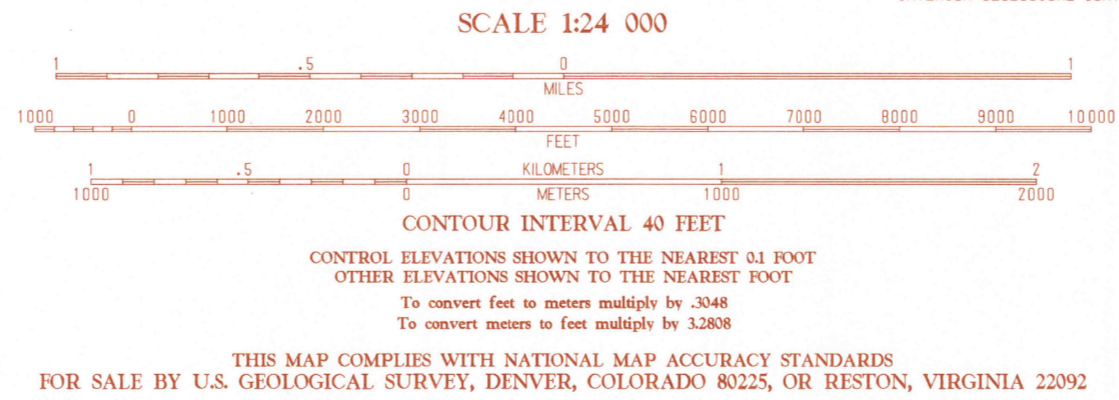 SCALE 1:24 000
1 .5 0 1
MILES
1000 0 1000 2000 3000 4000 5000 6000 7000 8000 9000 10000
FEET
1 .5 0 KILOMETERS 1 2
1000 0 METERS 1000 2000
CONTOUR INTERVAL 40 FEET
CONTROL ELEVATIONS SHOWN TO THE NEAREST 0.1 FOOT
OTHER ELEVATIONS SHOWN TO THE NEAREST FOOT
To convert feet to meters multiply by .3048
To convert meters to feet multiply by 3.2808
THIS MAP COMPLIES WITH NATIONAL MAP ACCURACY STANDARDS
FOR SALE BY U.S. GEOLOGICAL SURVEY, DENVER, COLORADO 80225, OR RESTON, VIRGINIA 22092